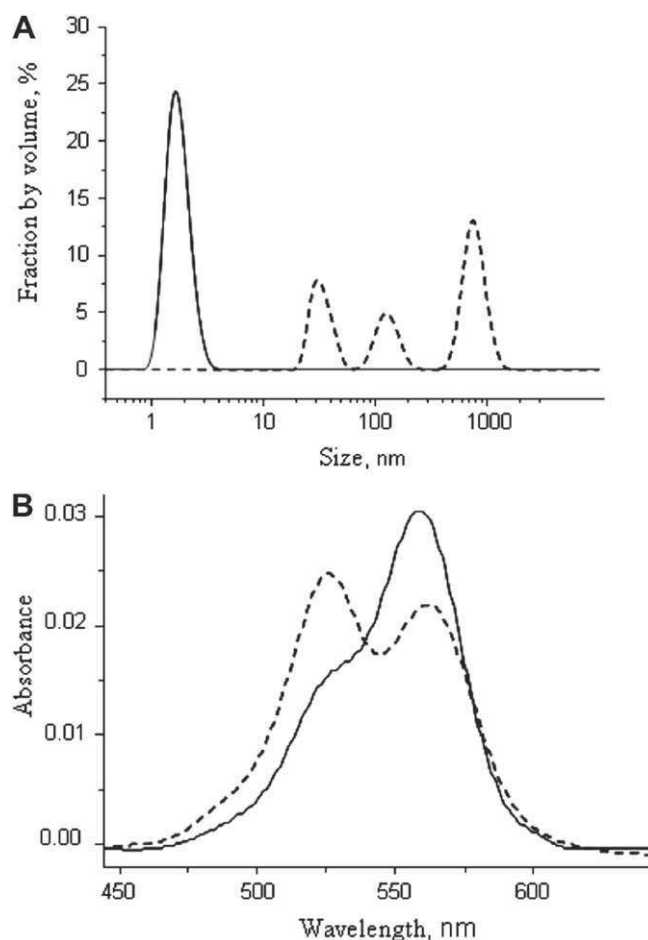 A
30
25
20
15
10
5
0
Fraction by volume, %
1 10 100 1000
Size, nm
B
0.03
0.02
0.01
0.00
Absorbance
450 500 550 600
Wavelength, nm